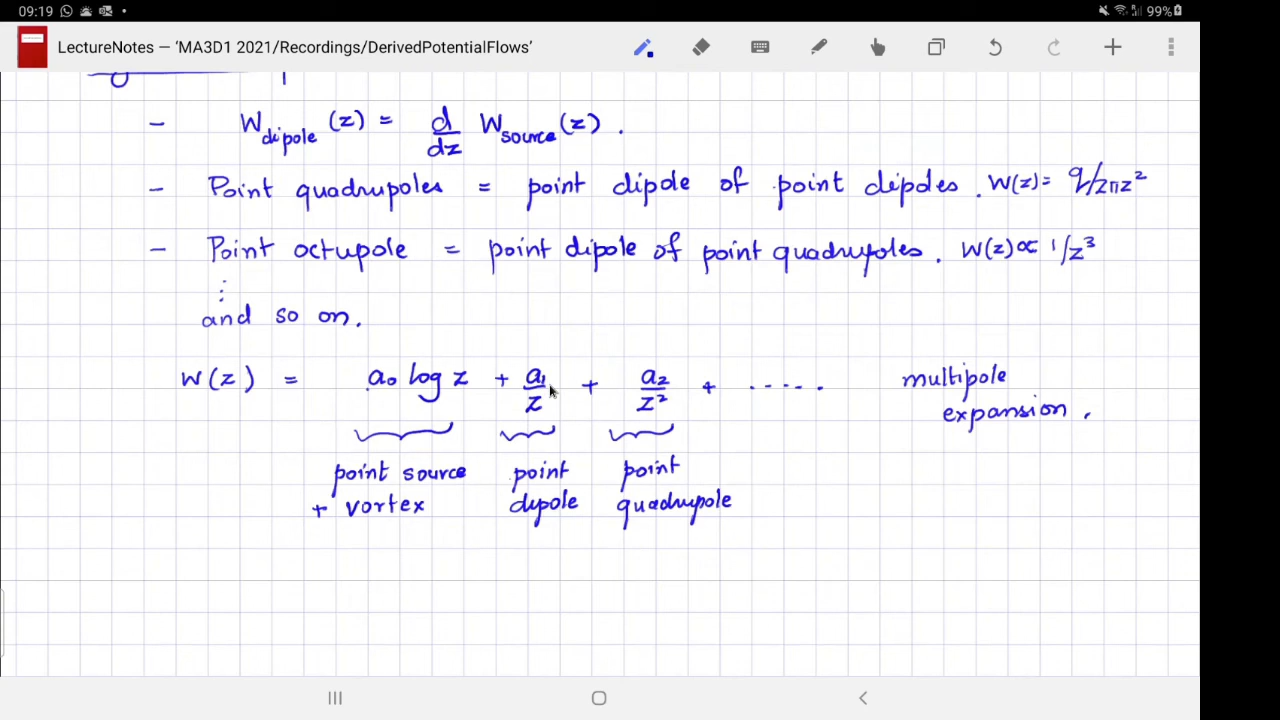 09:19 99%
LectureNotes — ‘MA3D1 2021/Recordings/DerivedPotentialFlows’
- W_dipole (z) = d/dz W_source (z) .
- Point quadrupoles = point dipole of point dipoles . W(z) = q/2πz²
- Point octupole = point dipole of point quadrupoles . W(z) ∝ 1/z³
⋮
and so on.
W(z) = a₀ log z + a₁/z + a₂/z² + ..... multipole expansion .
point source + vortex
point dipole
point quadrupole